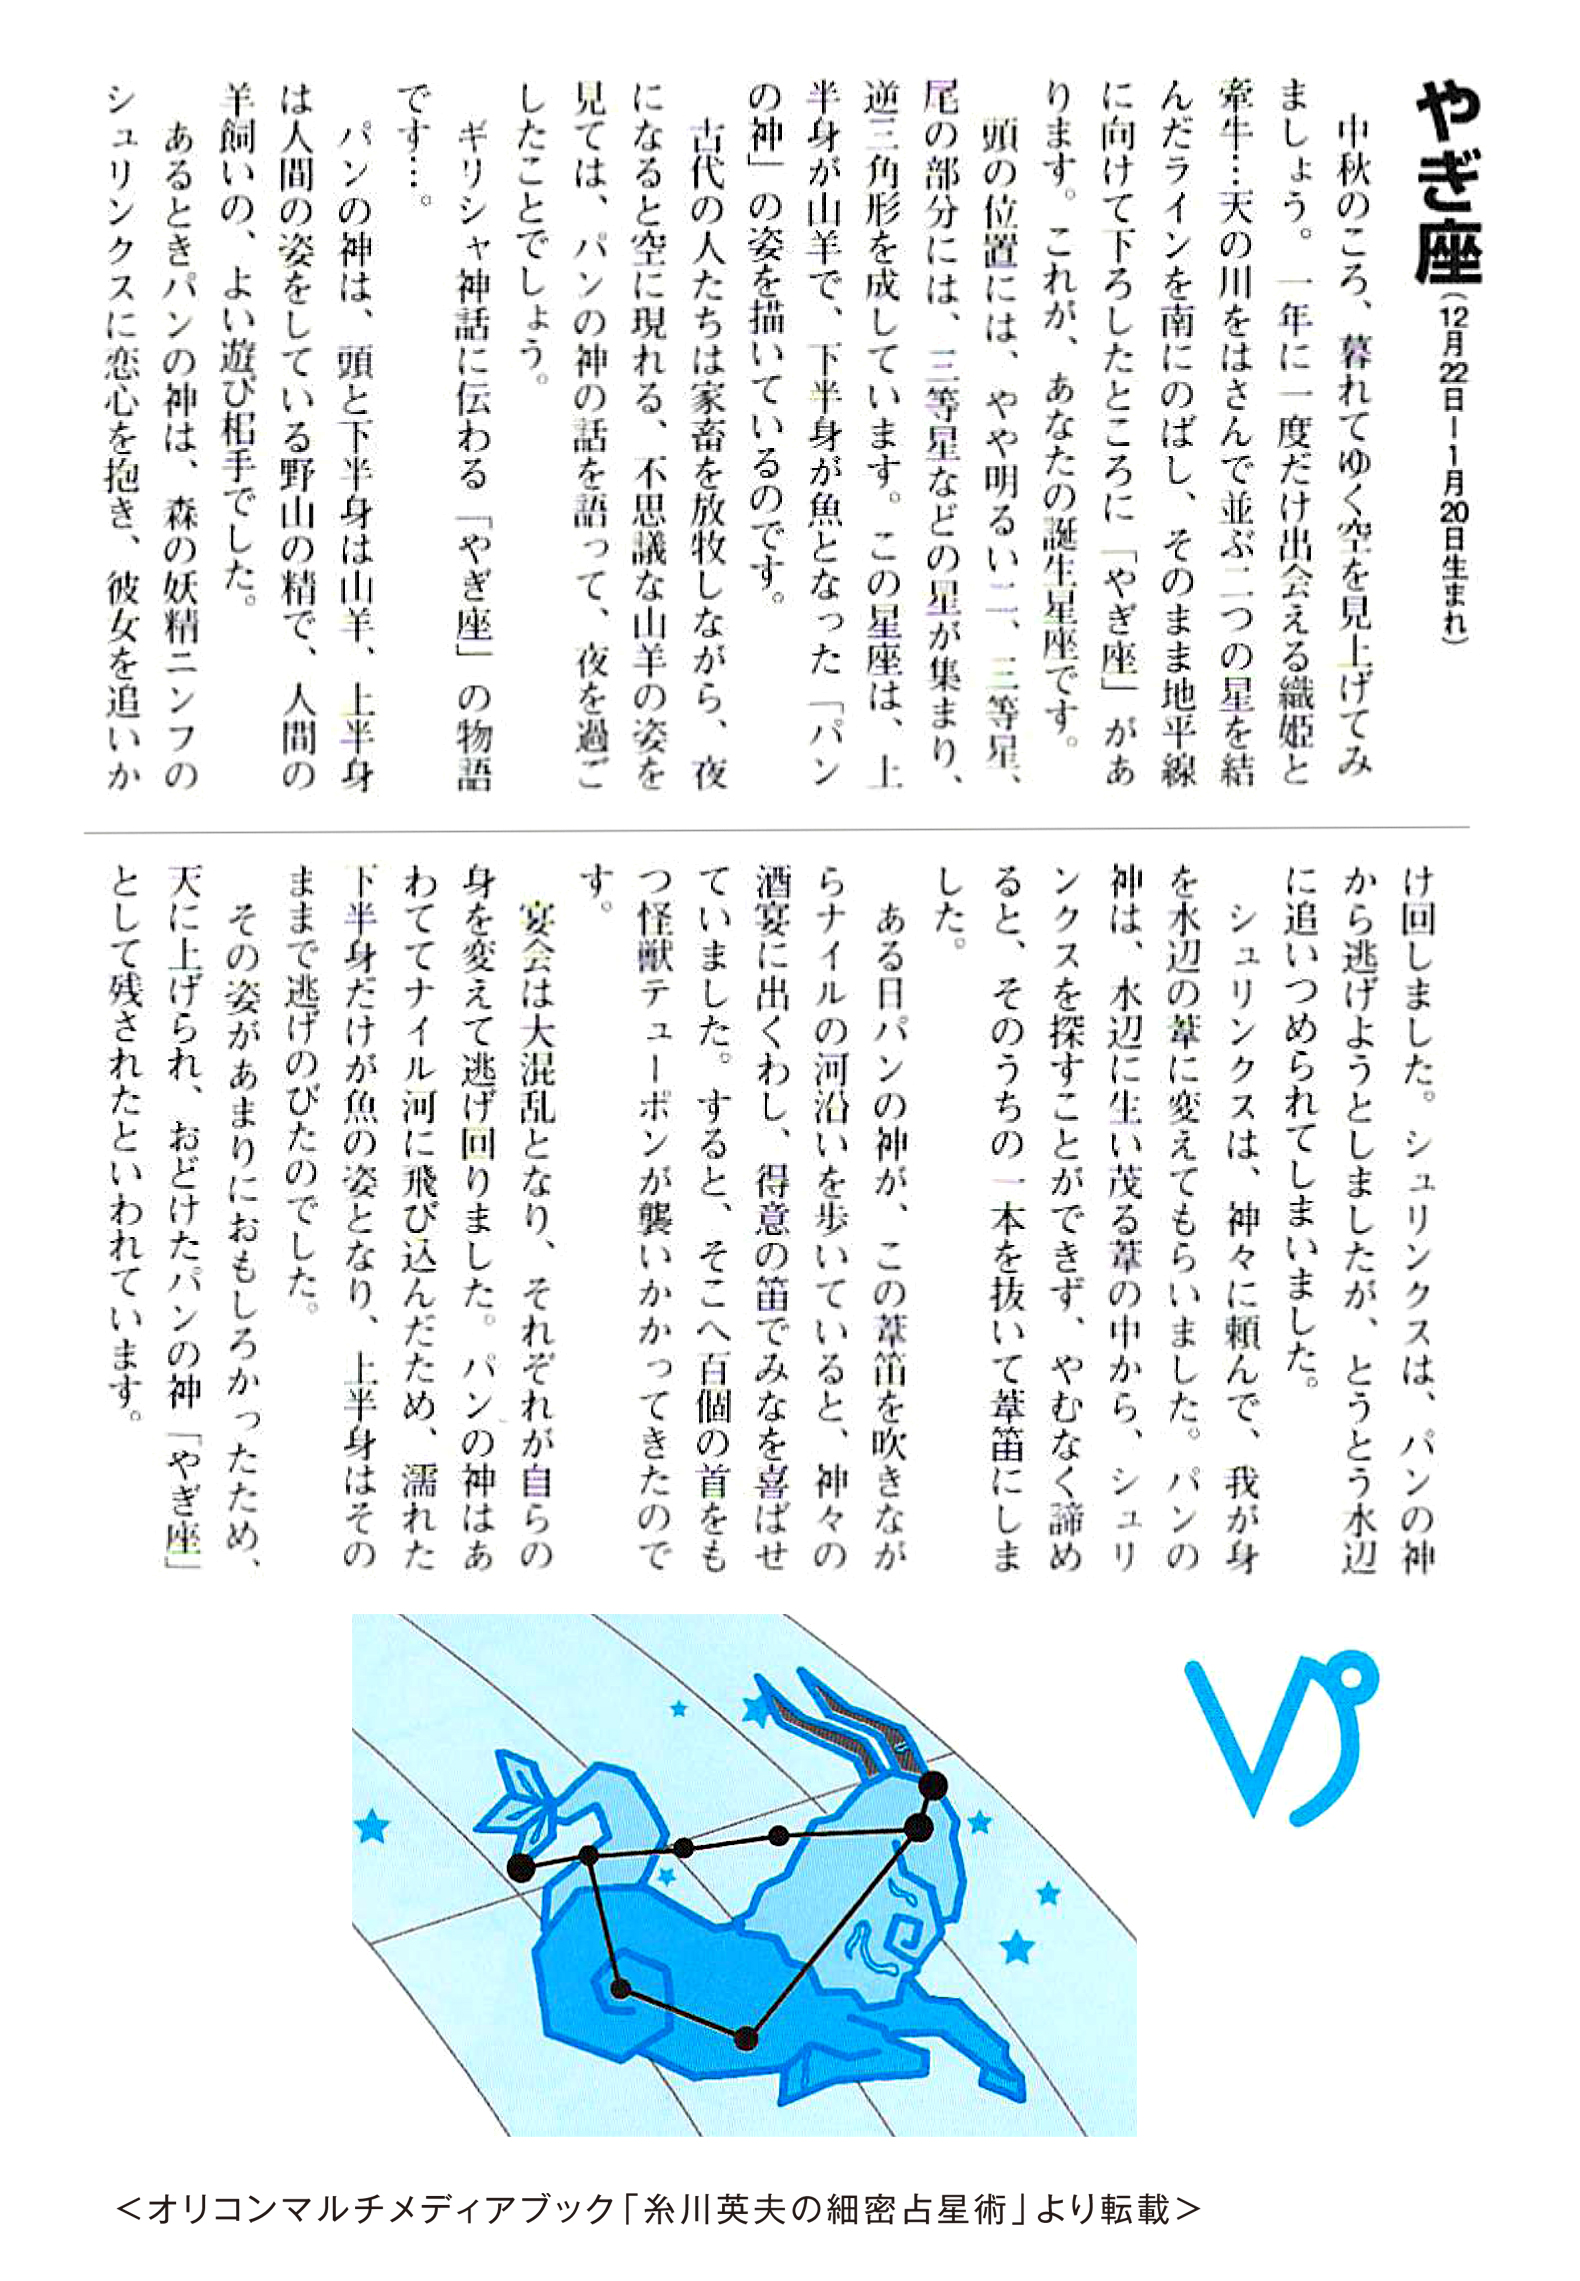 やぎ座(12月22日ー1月20日生まれ)
中秋のころ、暮れてゆく空を見上げてみ
ましょう。一年に一度だけ出会える織姫と
牽牛…天の川をはさんで並ぶ二つの星を結
んだラインを南にのばし、そのまま地平線
に向けて下ろしたところに「やぎ座」があ
ります。これが、あなたの誕生星座です。
頭の位置には、やや明るい二、三等星、
尾の部分には、三等星などの星が集まり、
逆三角形を成しています。この星座は、上
半身が山羊で、下半身が魚となった「パン
の神」の姿を描いているのです。
古代の人たちは家畜を放牧しながら、夜
になると空に現れる、不思議な山羊の姿を
見ては、パンの神の話を語って、夜を過ご
したことでしょう。
ギリシャ神話に伝わる「やぎ座」の物語
です…。
パンの神は、頭と下半身は山羊、上半身
は人間の姿をしている野山の精で、人間の
羊飼いの、よい遊び相手でした。
あるときパンの神は、森の妖精ニンフの
シュリンクスに恋心を抱き、彼女を追いか
け回しました。シュリンクスは、パンの神
から逃げようとしましたが、とうとう水辺
に追いつめられてしまいました。
シュリンクスは、神々に頼んで、我が身
を水辺の葦に変えてもらいました。パンの
神は、水辺に生い茂る葦の中から、シュリ
ンクスを探すことができず、やむなく諦め
ると、そのうちの一本を抜いて葦笛にしま
した。
ある日パンの神が、この葦笛を吹きなが
らナイルの河沿いを歩いていると、神々の
酒宴に出くわし、得意の笛でみなを喜ばせ
ていました。すると、そこへ百個の首をも
つ怪獣テューポンが襲いかかってきたので
す。
宴会は大混乱となり、それぞれが自らの
身を変えて逃げ回りました。パンの神はあ
わててナイル河に飛び込んだため、濡れた
下半身だけが魚の姿となり、上半身はその
ままで逃げのびたのでした。
その姿があまりにおもしろかったため、
天に上げられ、おどけたパンの神「やぎ座」
として残されたといわれています。
＜オリコンマルチメディアブック「糸川英夫の細密占星術」より転載＞